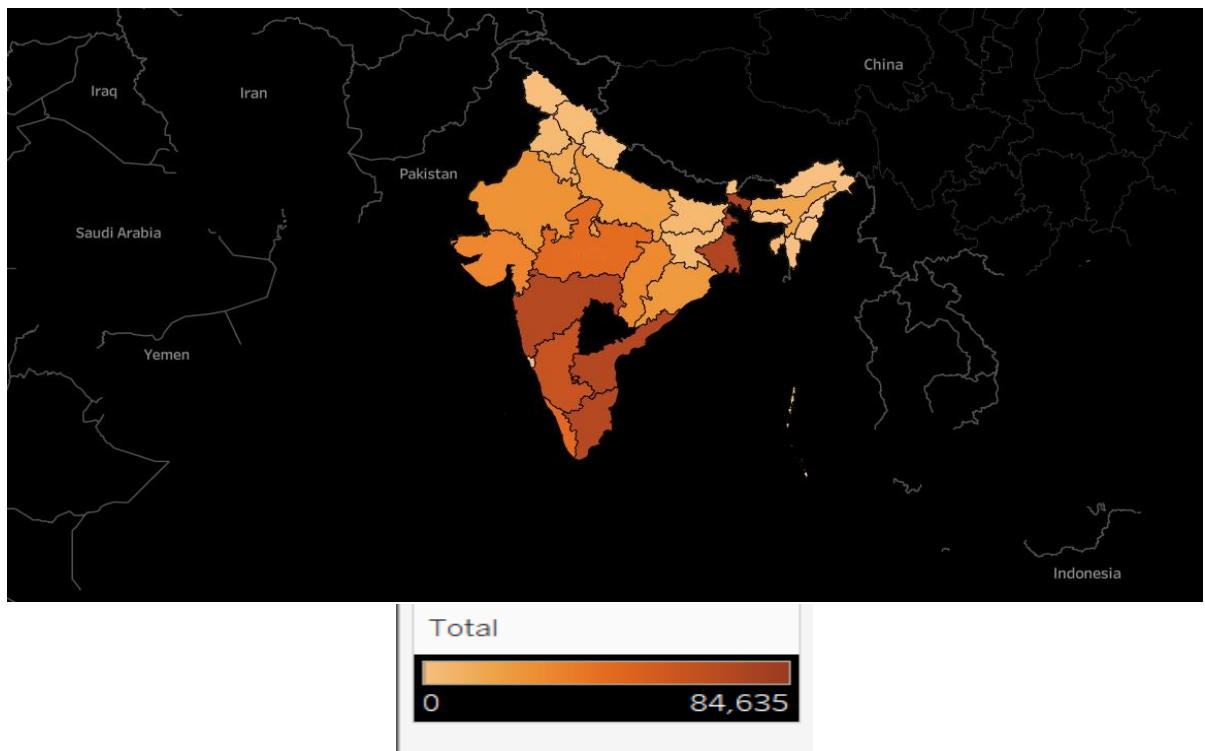 China
Iraq
Iran
Pakistan
Saudi Arabia
Yemen
Indonesia
Total
0
84,635